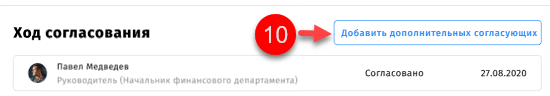 Ход согласования
10
Добавить дополнительных согласующих
Павел Медведев
Руководитель (Начальник финансового департамента)
Согласовано
27.08.2020